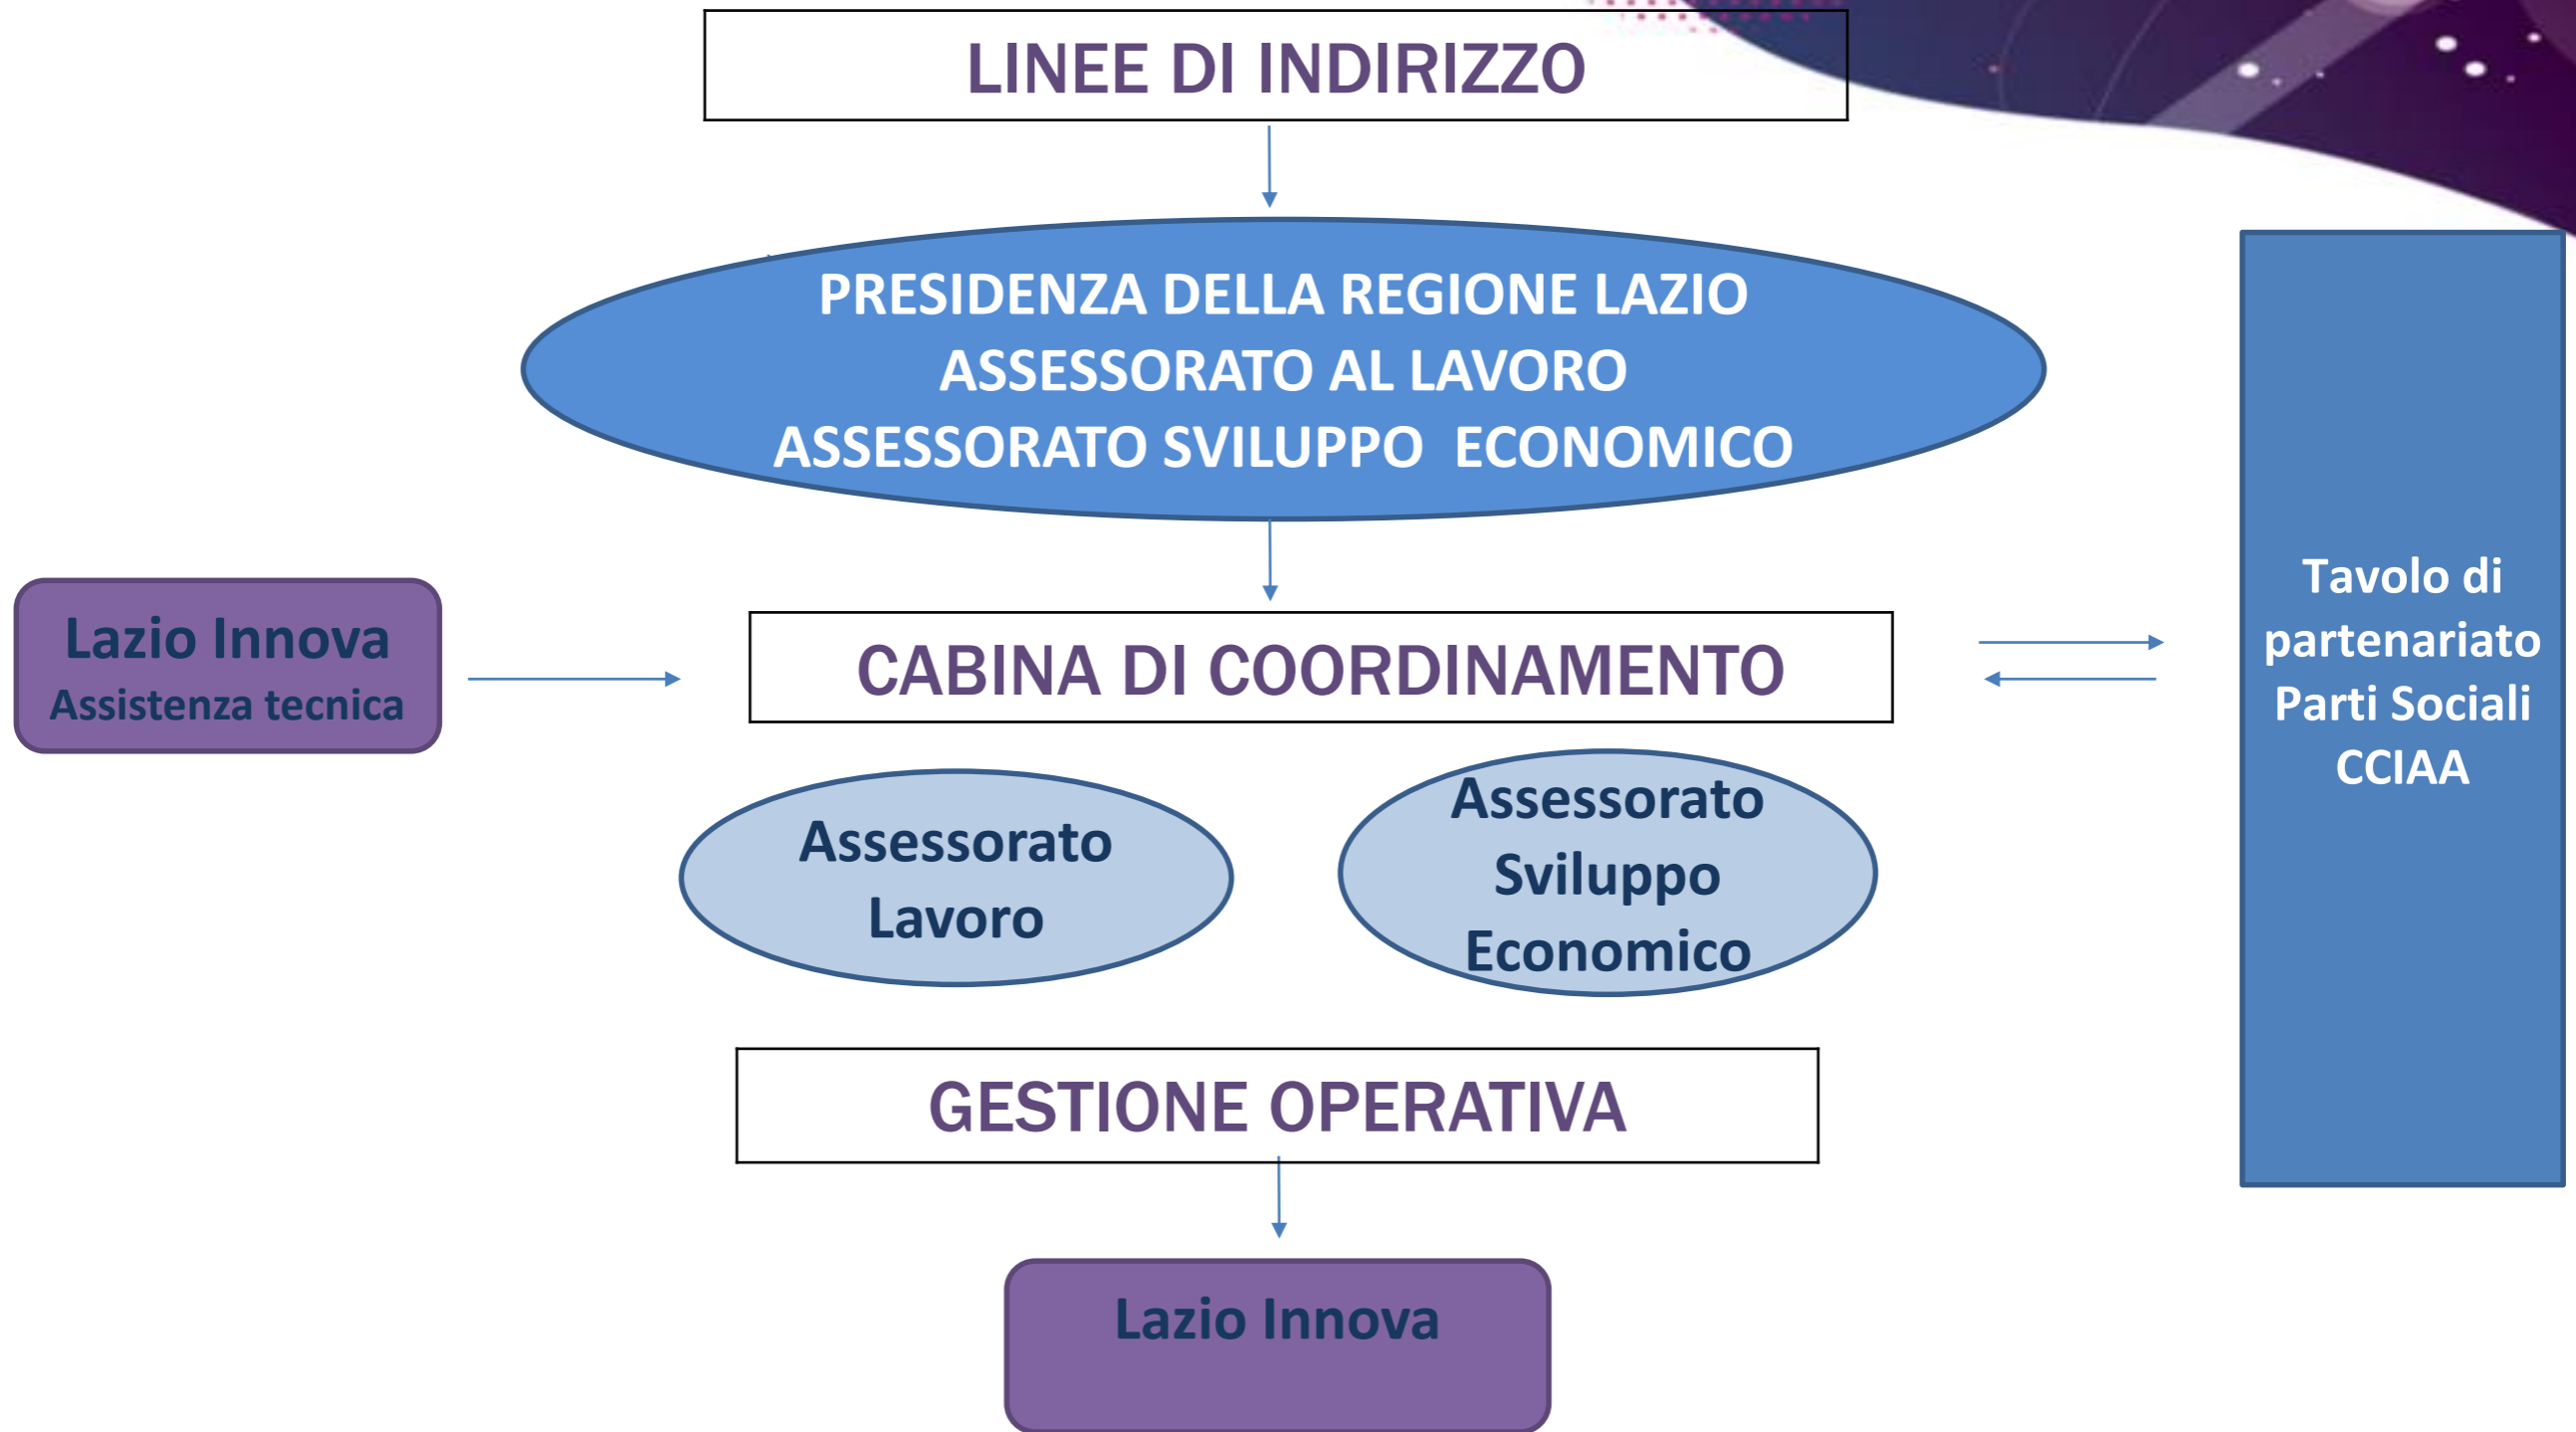 LINEE DI INDIRIZZO
PRESIDENZA DELLA REGIONE LAZIO
ASSESSORATO AL LAVORO
ASSESSORATO SVILUPPO ECONOMICO
Lazio Innova
Assistenza tecnica
CABINA DI COORDINAMENTO
Tavolo di
partenariato
Parti Sociali
CCIAA
Assessorato
Lavoro
Assessorato
Sviluppo
Economico
GESTIONE OPERATIVA
Lazio Innova